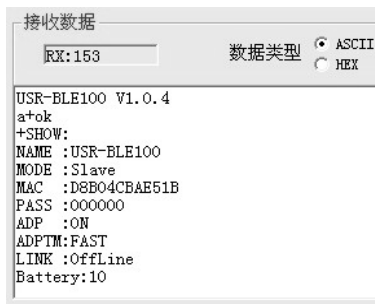 接收数据
RX:153
数据类型
ASCII
HEX
USR-BLE100 V1.0.4
a+ok
+SHOW:
NAME :USR-BLE100
MODE :Slave
MAC  :D8B04CBAE51B
PASS :000000
ADP  :ON
ADPTM:FAST
LINK :OffLine
Battery:10